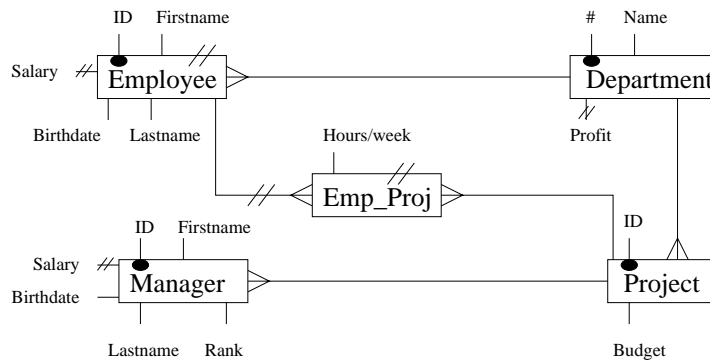 ID Firstname # Name
Salary Employee Department
Birthdate Lastname Profit
Hours/week
Emp_Proj
ID Firstname ID
Salary Manager Project
Birthdate
Lastname Rank Budget